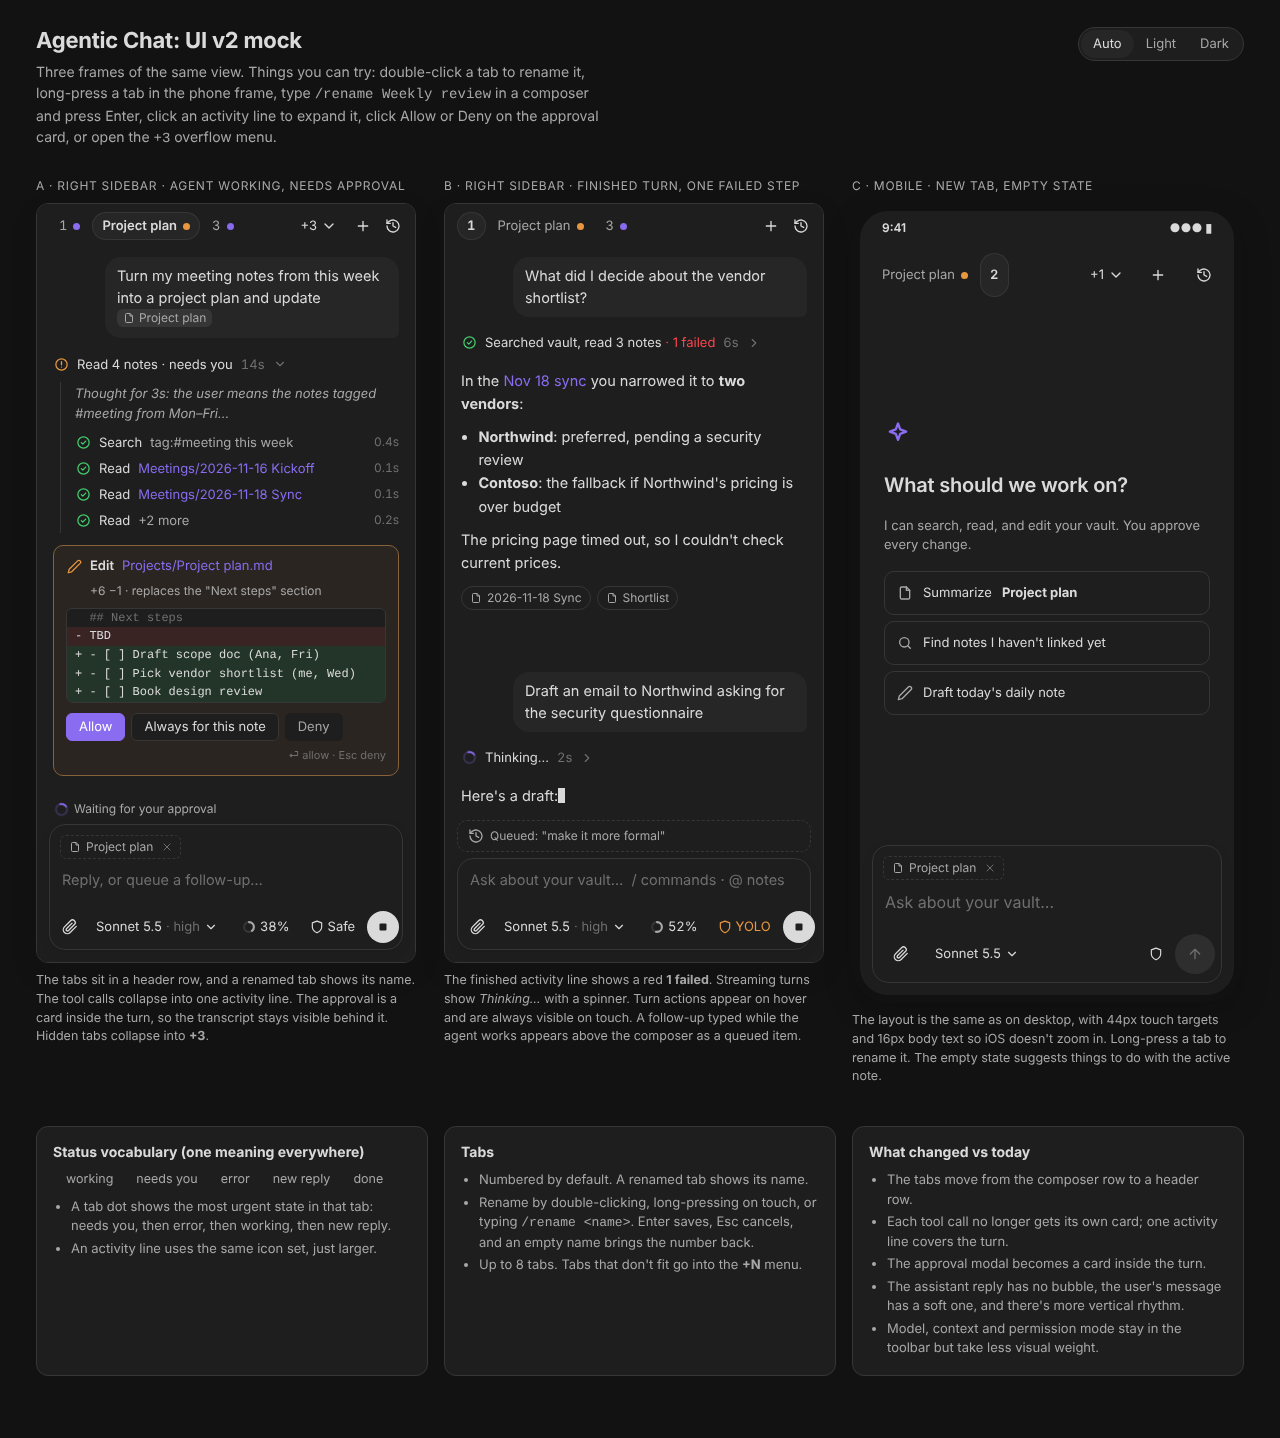 Agentic Chat: UI v2 mock
Auto Light Dark
Three frames of the same view. Things you can try: double-click a tab to rename it,
long-press a tab in the phone frame, type /rename Weekly review in a composer
and press Enter, click an activity line to expand it, click Allow or Deny on the approval
card, or open the +3 overflow menu.
A · RIGHT SIDEBAR · AGENT WORKING, NEEDS APPROVAL
1 Project plan 3 +3
Turn my meeting notes from this week
into a project plan and update
Project plan
Read 4 notes · needs you 14s
Thought for 3s: the user means the notes tagged
#meeting from Mon–Fri...
Search tag:#meeting this week 0.4s
Read Meetings/2026-11-16 Kickoff 0.1s
Read Meetings/2026-11-18 Sync 0.1s
Read +2 more 0.2s
Edit Projects/Project plan.md
+6 −1 · replaces the "Next steps" section
## Next steps
- TBD
+ - [ ] Draft scope doc (Ana, Fri)
+ - [ ] Pick vendor shortlist (me, Wed)
+ - [ ] Book design review
Allow Always for this note Deny
⏎ allow · Esc deny
Waiting for your approval
Project plan ×
Reply, or queue a follow-up...
Sonnet 5.5 · high 38% Safe
The tabs sit in a header row, and a renamed tab shows its name.
The tool calls collapse into one activity line. The approval is a
card inside the turn, so the transcript stays visible behind it.
Hidden tabs collapse into +3.
B · RIGHT SIDEBAR · FINISHED TURN, ONE FAILED STEP
1 Project plan 3
What did I decide about the vendor
shortlist?
Searched vault, read 3 notes · 1 failed 6s
In the Nov 18 sync you narrowed it to two
vendors:
• Northwind: preferred, pending a security
review
• Contoso: the fallback if Northwind's pricing is
over budget
The pricing page timed out, so I couldn't check
current prices.
2026-11-18 Sync Shortlist
Draft an email to Northwind asking for
the security questionnaire
Thinking... 2s
Here's a draft:
Queued: "make it more formal"
Ask about your vault... / commands · @ notes
Sonnet 5.5 · high 52% YOLO
The finished activity line shows a red 1 failed. Streaming turns
show Thinking... with a spinner. Turn actions appear on hover
and are always visible on touch. A follow-up typed while the
agent works appears above the composer as a queued item.
C · MOBILE · NEW TAB, EMPTY STATE
9:41
Project plan 2 +1
What should we work on?
I can search, read, and edit your vault. You approve
every change.
Summarize Project plan
Find notes I haven't linked yet
Draft today's daily note
Project plan ×
Ask about your vault...
Sonnet 5.5
The layout is the same as on desktop, with 44px touch targets
and 16px body text so iOS doesn't zoom in. Long-press a tab to
rename it. The empty state suggests things to do with the active
note.
Status vocabulary (one meaning everywhere)
working needs you error new reply done
• A tab dot shows the most urgent state in that tab:
needs you, then error, then working, then new reply.
• An activity line uses the same icon set, just larger.
Tabs
• Numbered by default. A renamed tab shows its name.
• Rename by double-clicking, long-pressing on touch, or
typing /rename <name>. Enter saves, Esc cancels,
and an empty name brings the number back.
• Up to 8 tabs. Tabs that don't fit go into the +N menu.
What changed vs today
• The tabs move from the composer row to a header
row.
• Each tool call no longer gets its own card; one activity
line covers the turn.
• The approval modal becomes a card inside the turn.
• The assistant reply has no bubble, the user's message
has a soft one, and there's more vertical rhythm.
• Model, context and permission mode stay in the
toolbar but take less visual weight.